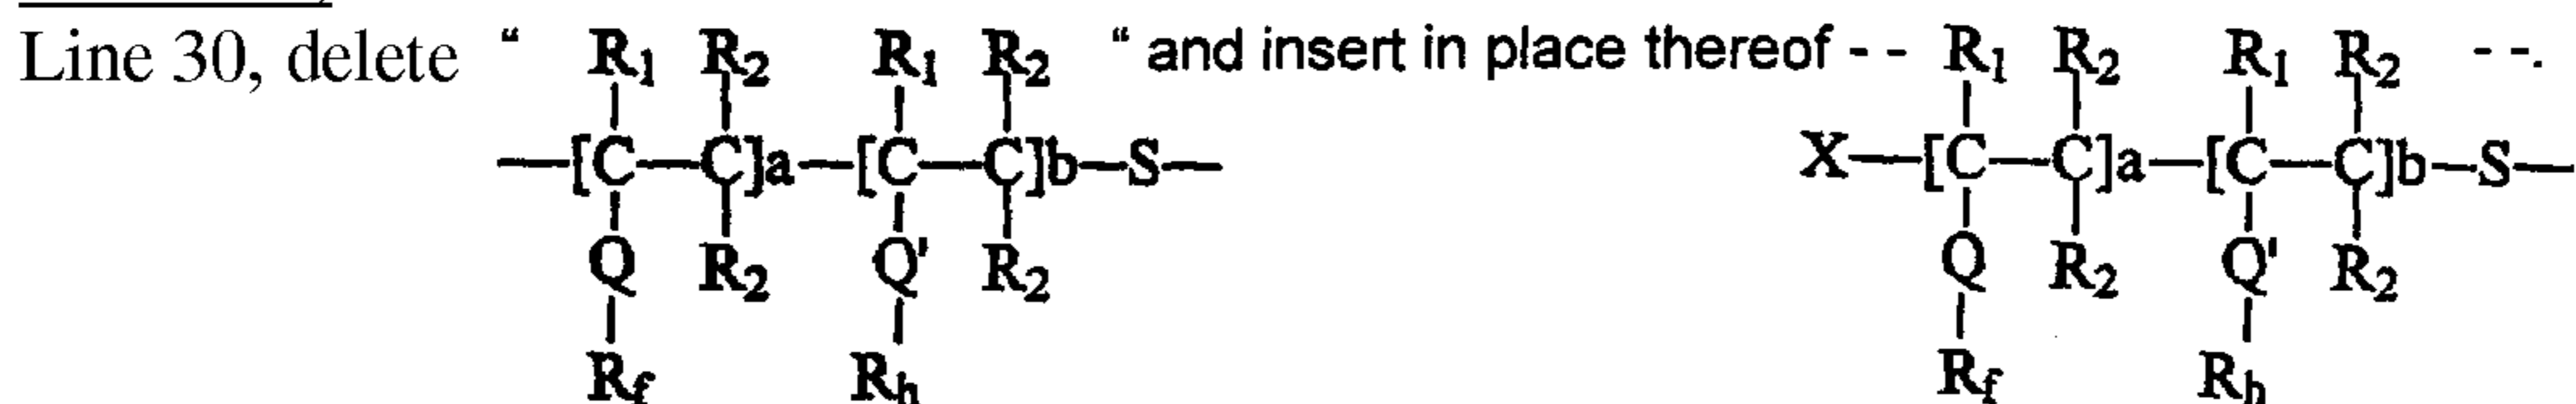 Line 30, delete “ R1 R2 R1 R2 “ and insert in place thereof - - R1 R2 R1 R2 - -.
—[C—C]a—[C—C]b—S— X—[C—C]a—[C—C]b—S—
Q R2 Q' R2 Q R2 Q' R2
Rf Rh Rf Rh